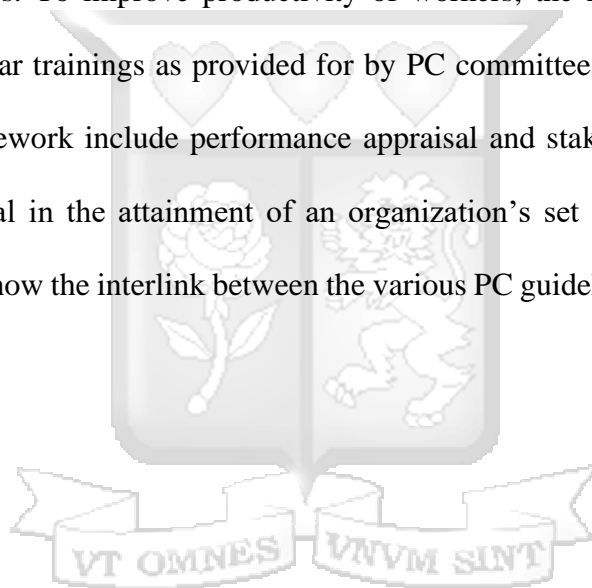 s. To improve productivity of workers, the
ar trainings as provided for by PC committee
ework include performance appraisal and stak
al in the attainment of an organization’s set
how the interlink between the various PC guidel
VT OMNES VNVM SINT